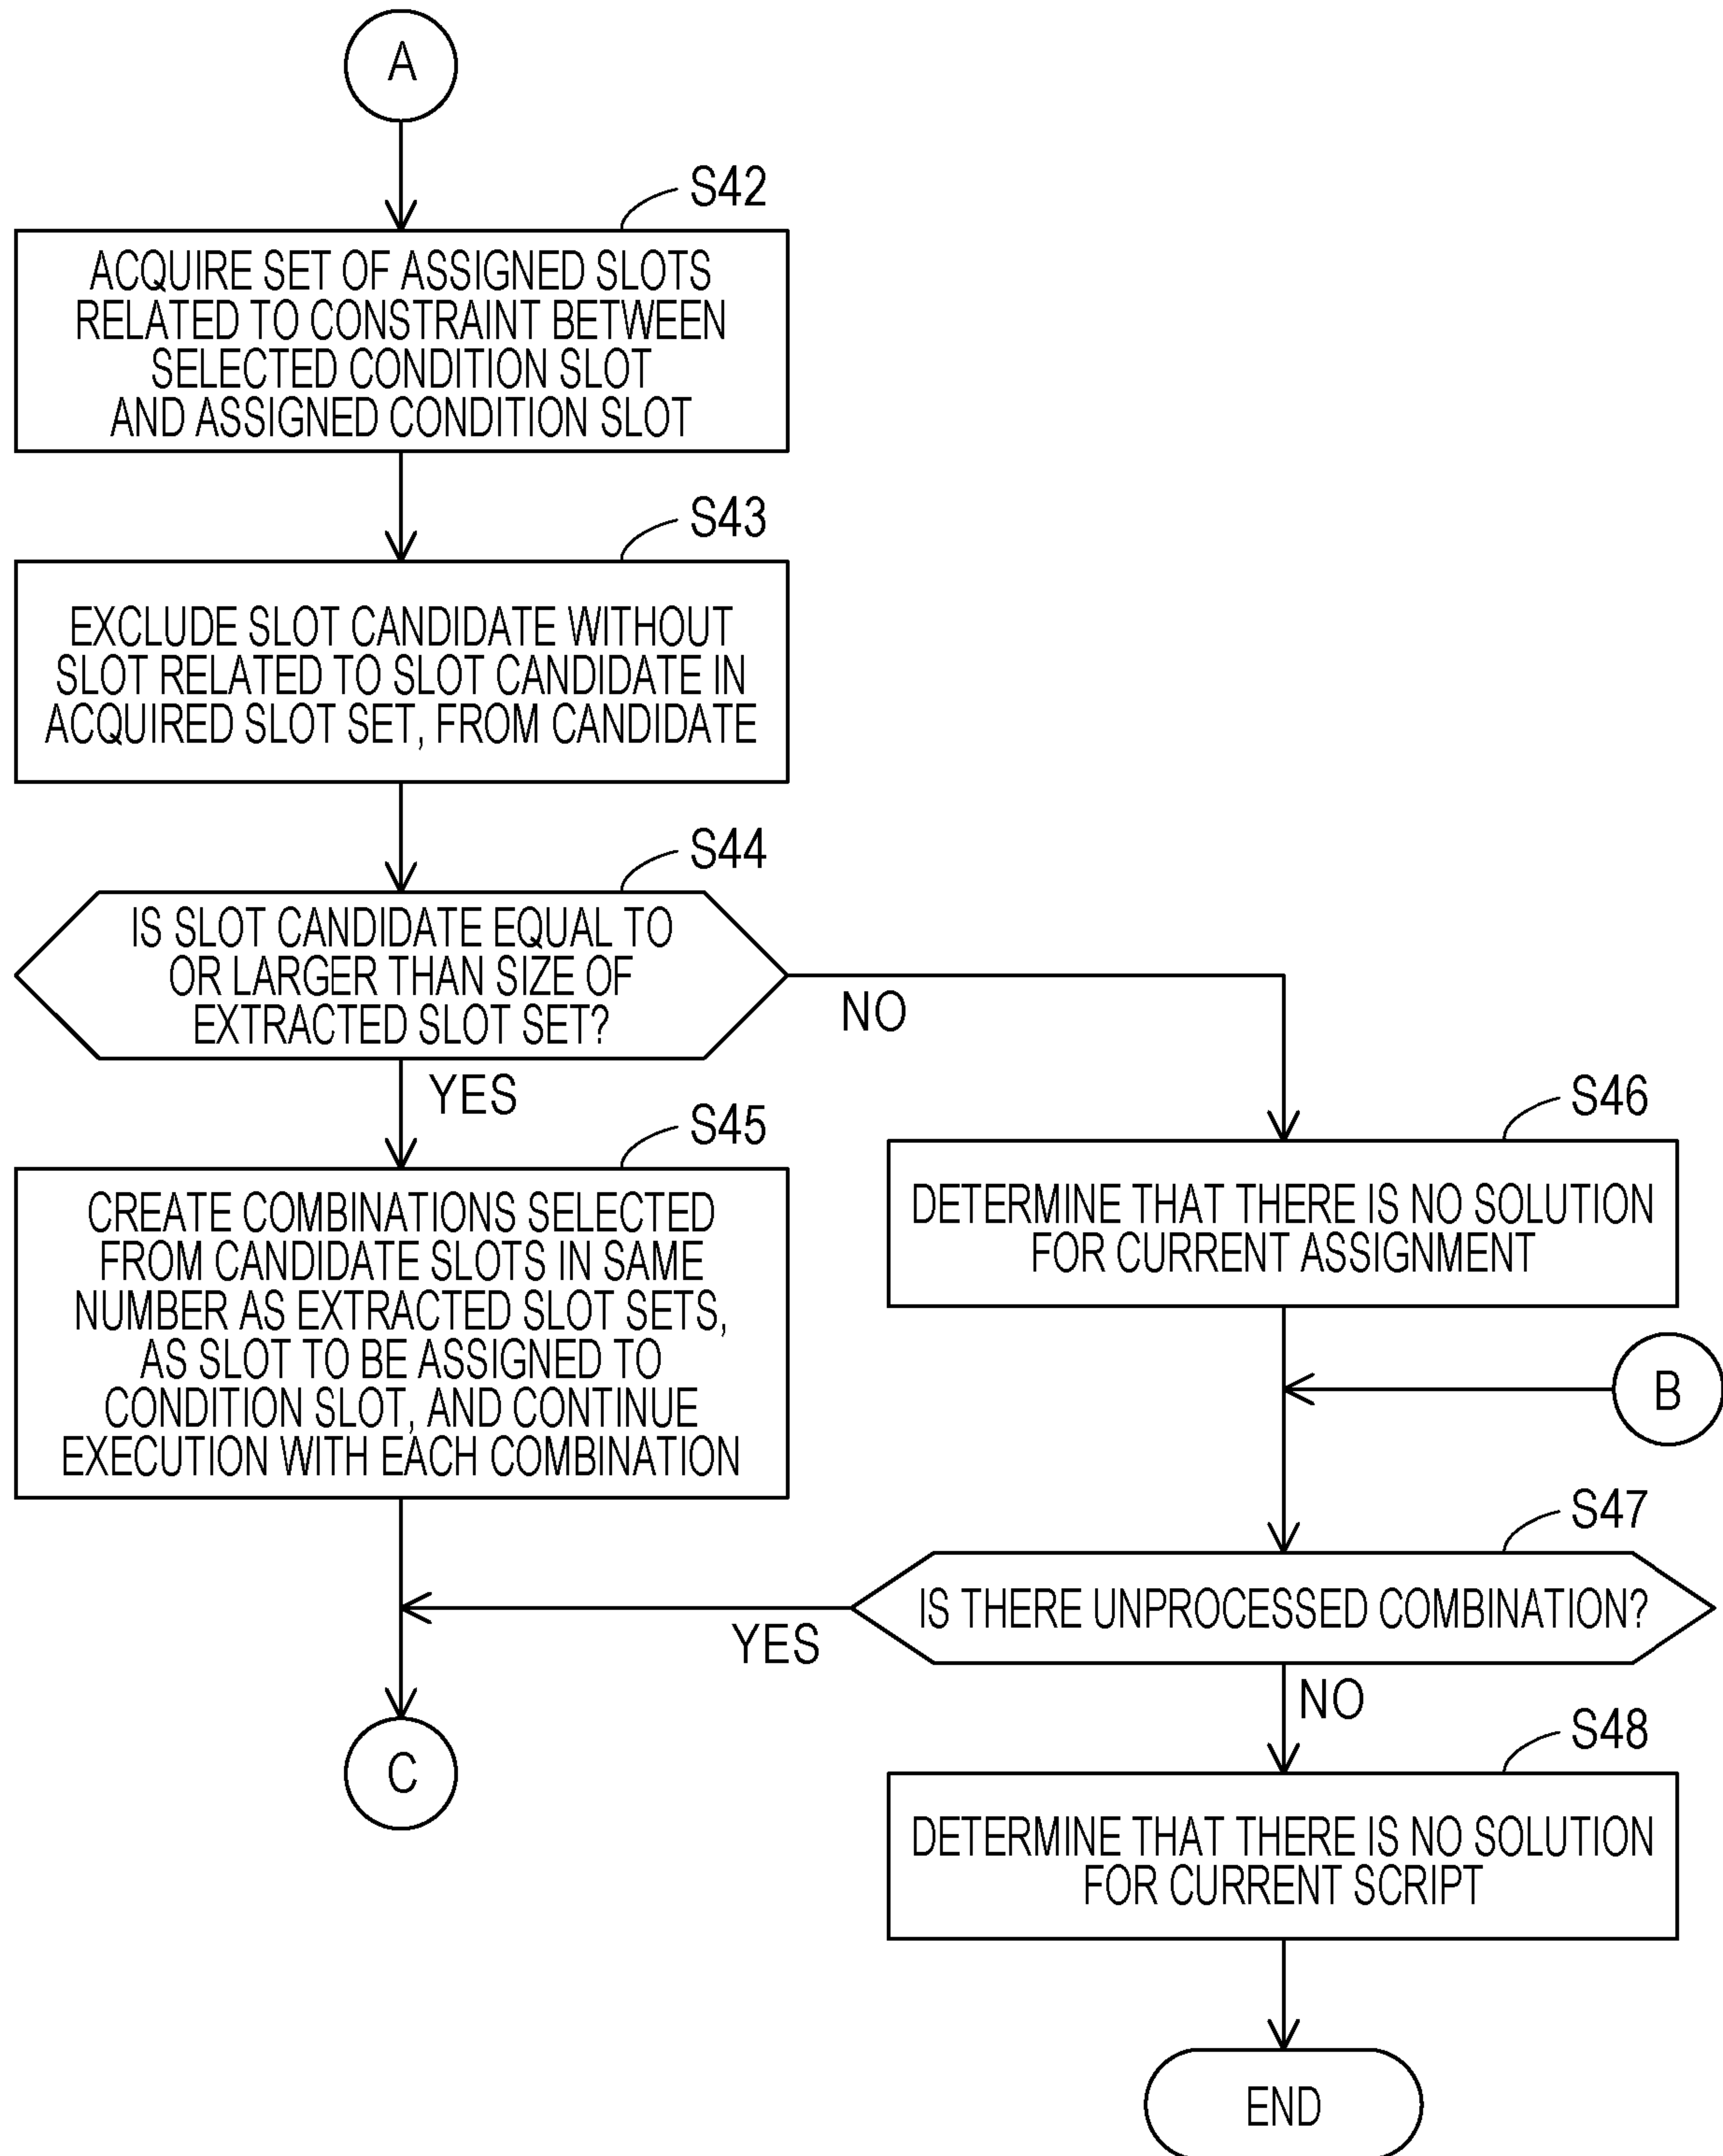 A
S42
ACQUIRE SET OF ASSIGNED SLOTS
RELATED TO CONSTRAINT BETWEEN
SELECTED CONDITION SLOT
AND ASSIGNED CONDITION SLOT
S43
EXCLUDE SLOT CANDIDATE WITHOUT
SLOT RELATED TO SLOT CANDIDATE IN
ACQUIRED SLOT SET, FROM CANDIDATE
S44
IS SLOT CANDIDATE EQUAL TO
OR LARGER THAN SIZE OF
EXTRACTED SLOT SET?
NO
YES
S45
CREATE COMBINATIONS SELECTED
FROM CANDIDATE SLOTS IN SAME
NUMBER AS EXTRACTED SLOT SETS,
AS SLOT TO BE ASSIGNED TO
CONDITION SLOT, AND CONTINUE
EXECUTION WITH EACH COMBINATION
S46
DETERMINE THAT THERE IS NO SOLUTION
FOR CURRENT ASSIGNMENT
B
S47
IS THERE UNPROCESSED COMBINATION?
YES
NO
C
S48
DETERMINE THAT THERE IS NO SOLUTION
FOR CURRENT SCRIPT
END